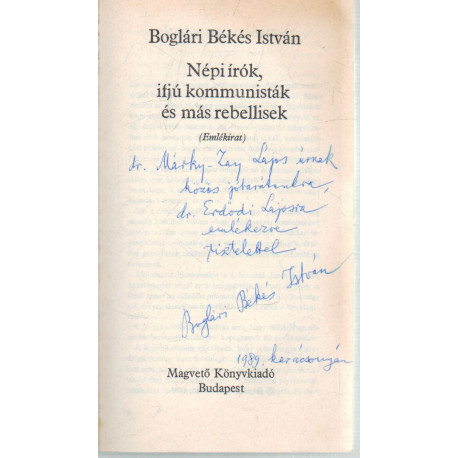 Boglári Békés István
Népi írók,
ifjú kommunisták
és más rebellisek
(Emlékirat)
dr. Márky-Zay Lajos úrnak
közös jóbarátunkra,
dr. Erdődi Lajosra
emlékezve
tisztelettel
Boglári Békés István
1989. karácsonyán
Magvető Könyvkiadó
Budapest